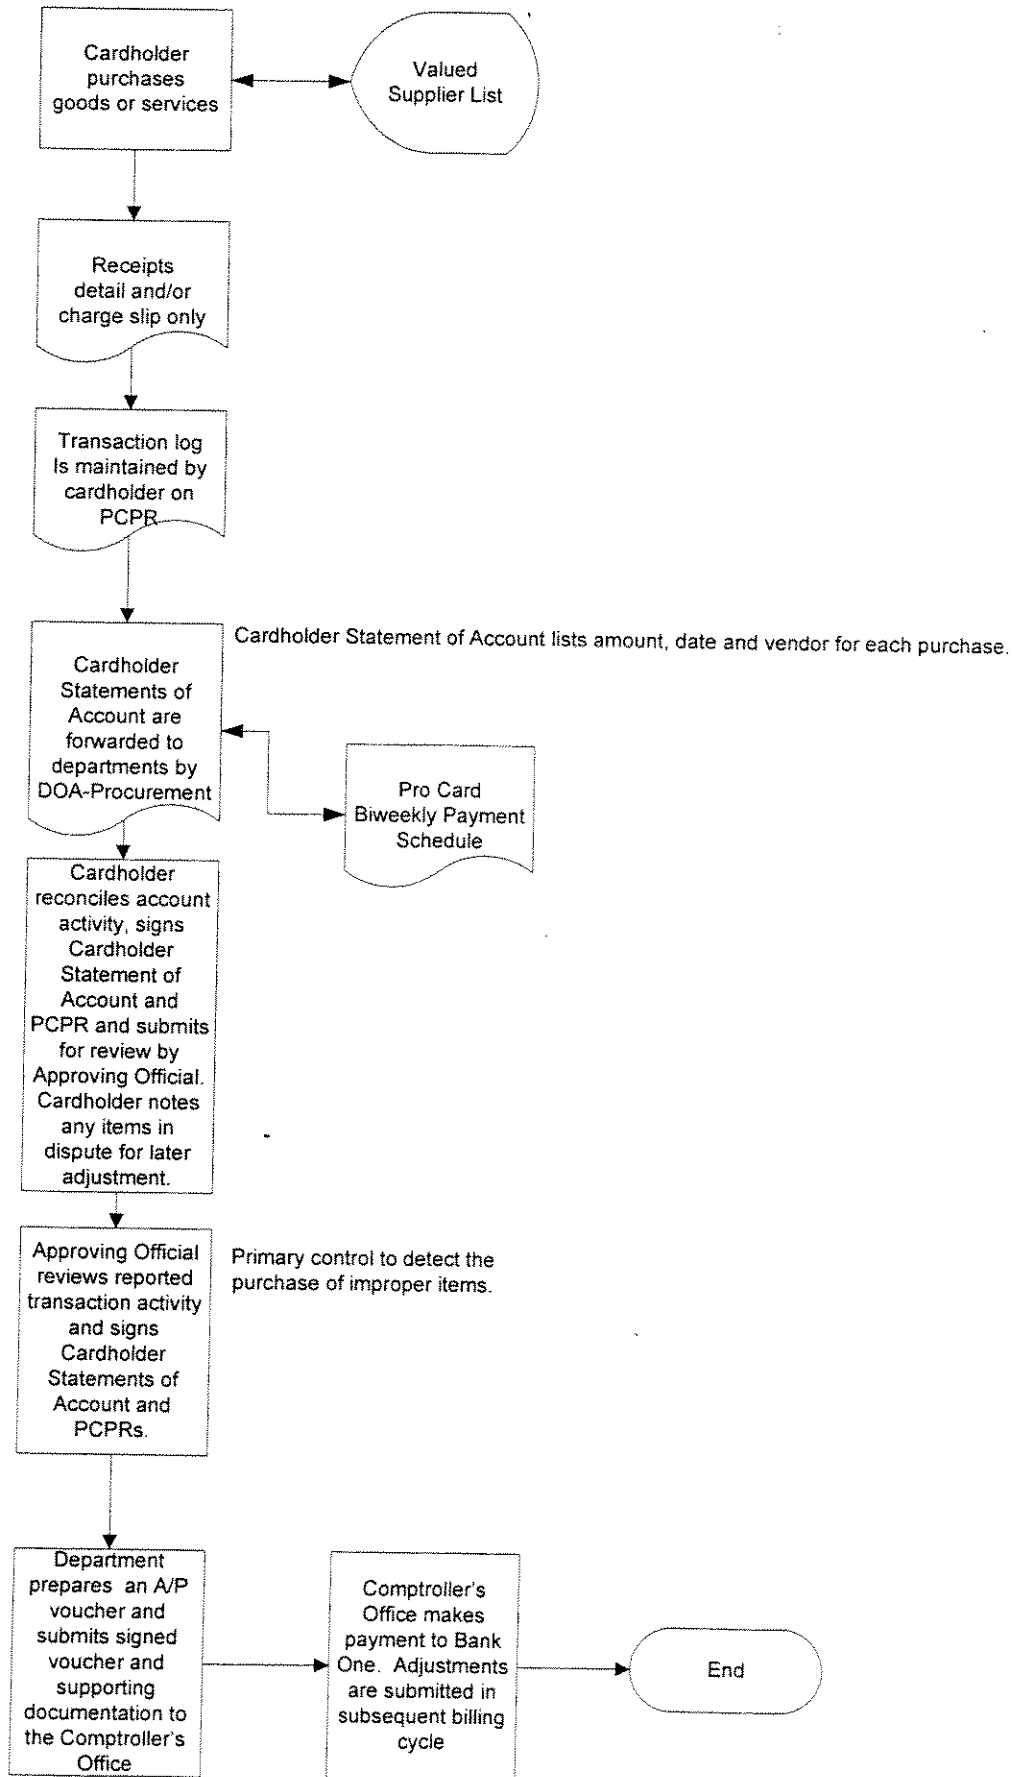 Cardholder
purchases
goods or services
Valued
Supplier List
Receipts
detail and/or
charge slip only
Transaction log
Is maintained by
cardholder on
PCPR
Cardholder
Statements of
Account are
forwarded to
departments by
DOA-Procurement
Cardholder Statement of Account lists amount, date and vendor for each purchase.
Pro Card
Biweekly Payment
Schedule
Cardholder
reconciles account
activity, signs
Cardholder
Statement of
Account and
PCPR and submits
for review by
Approving Official.
Cardholder notes
any items in
dispute for later
adjustment.
Approving Official
reviews reported
transaction activity
and signs
Cardholder
Statements of
Account and
PCPRs.
Primary control to detect the
purchase of improper items.
Department
prepares an A/P
voucher and
submits signed
voucher and
supporting
documentation to
the Comptroller's
Office
Comptroller's
Office makes
payment to Bank
One. Adjustments
are submitted in
subsequent billing
cycle
End